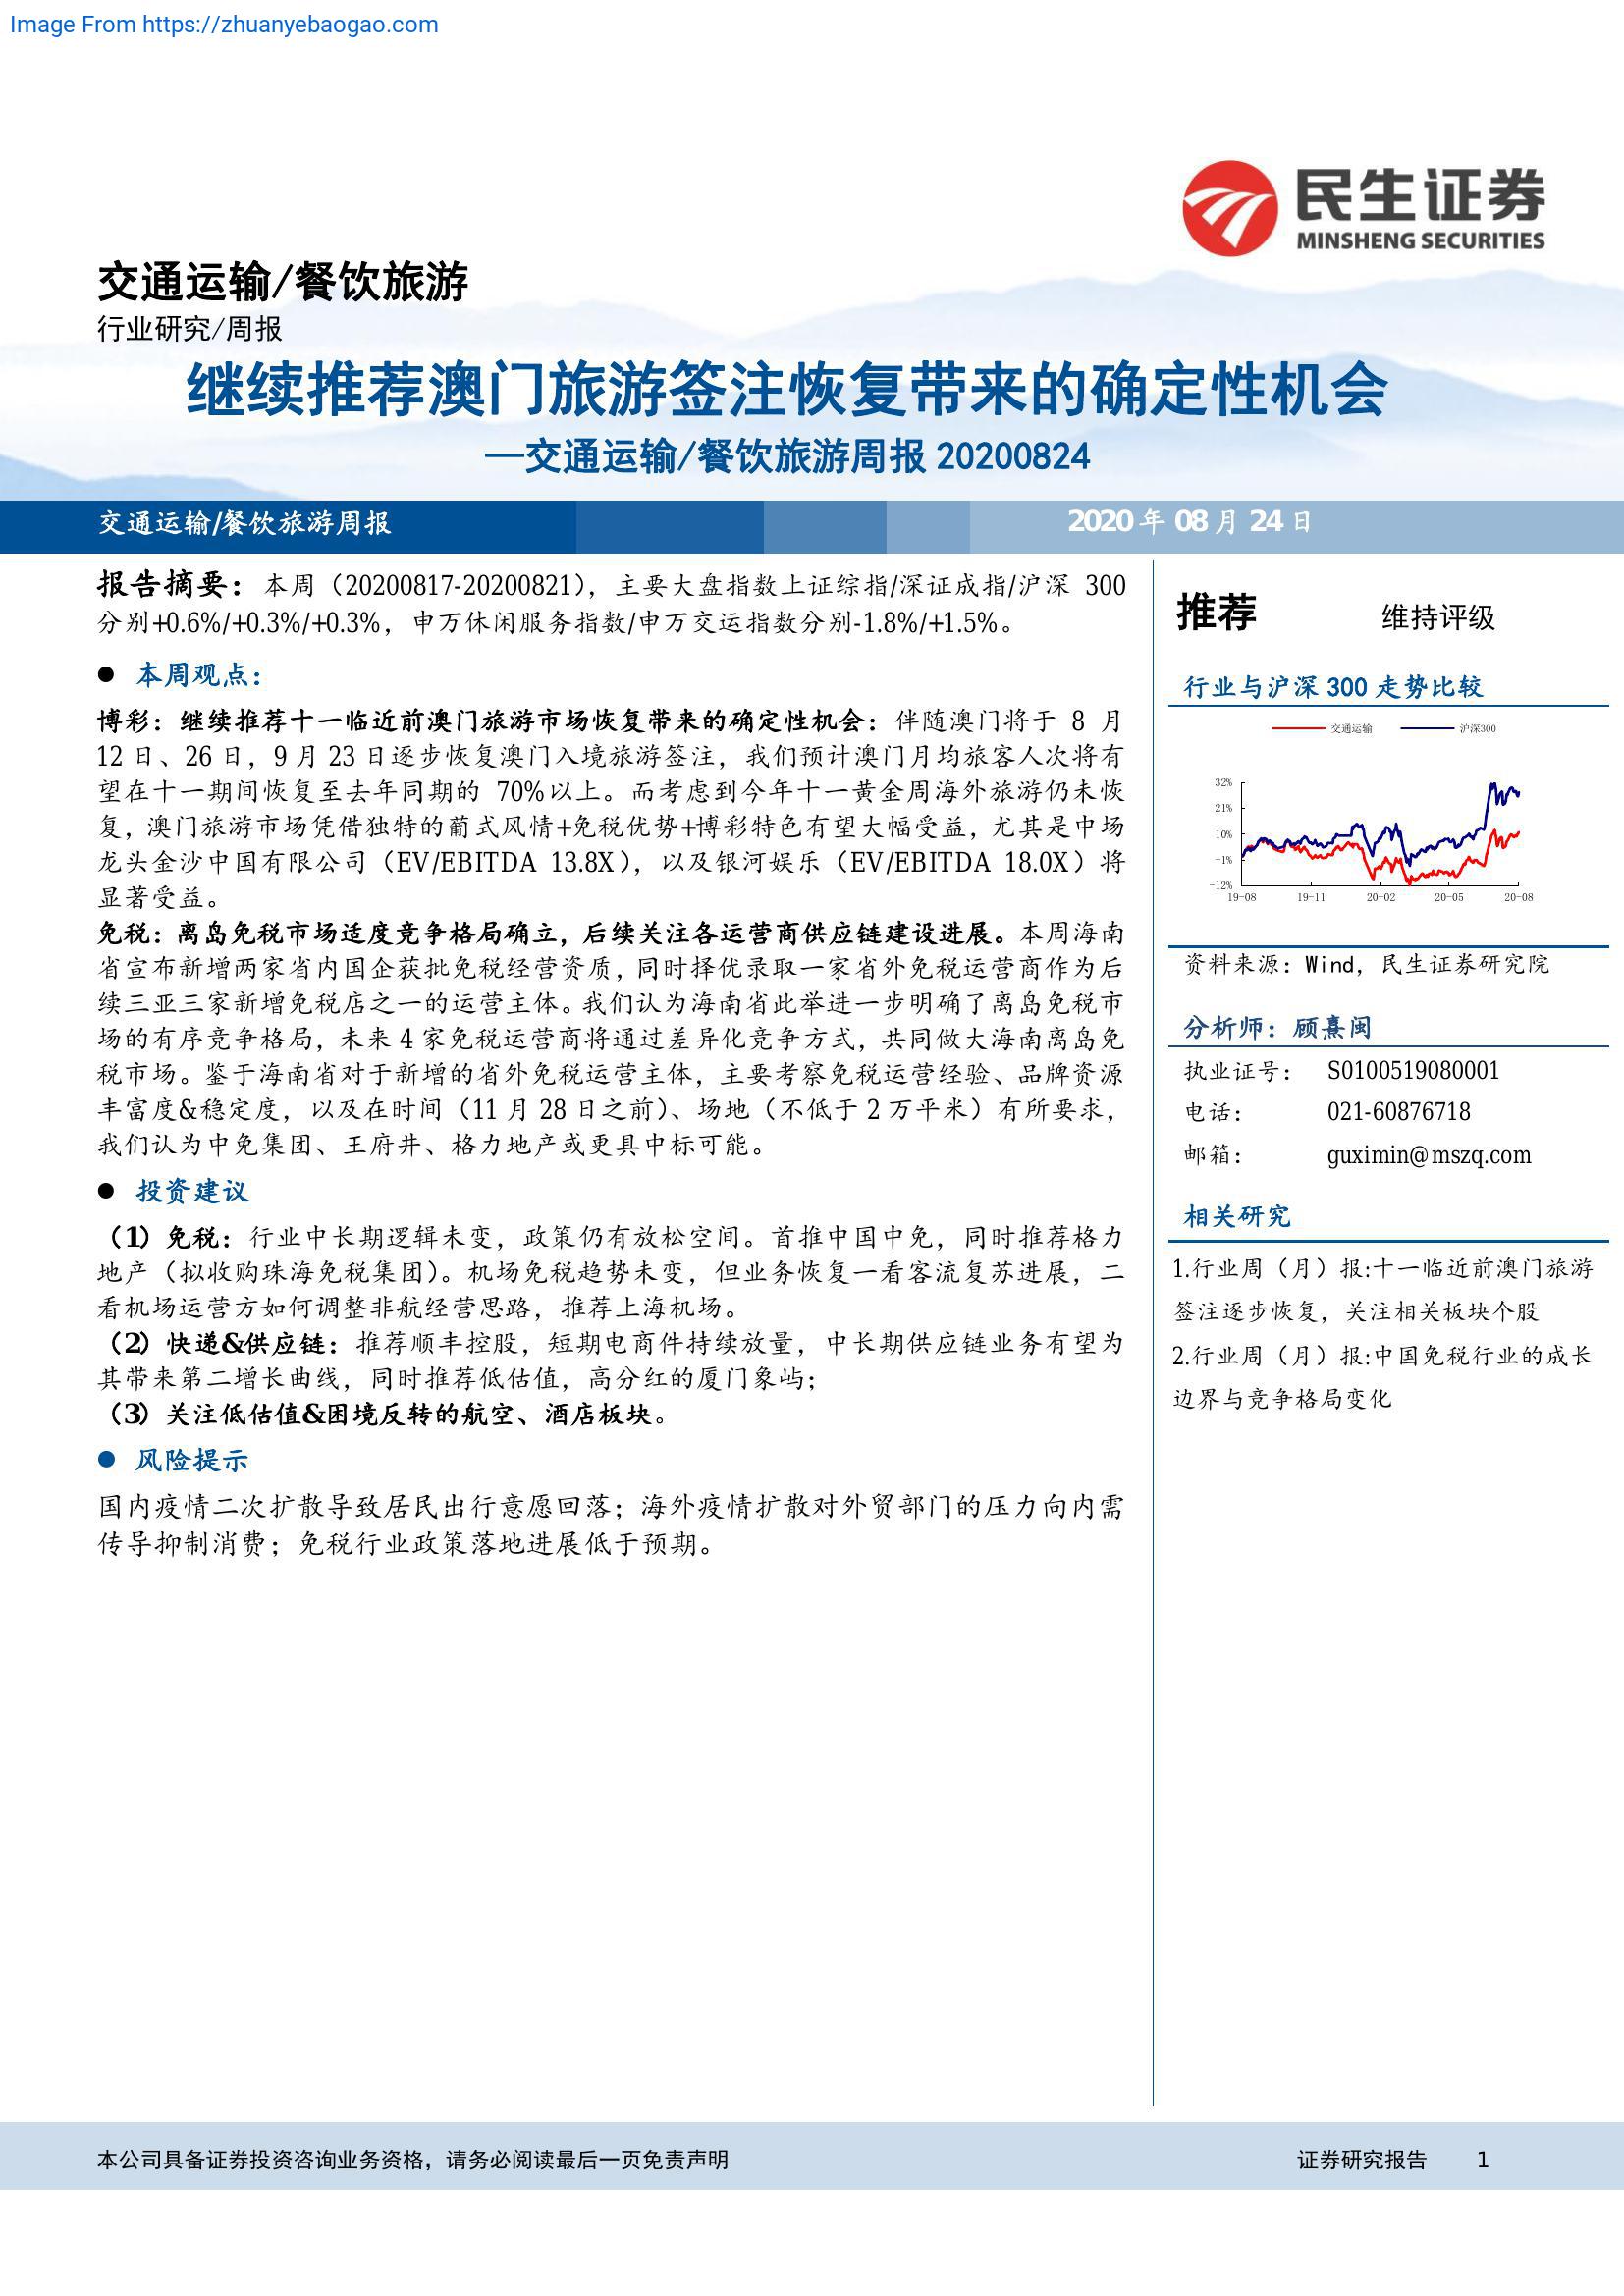 Image From https://zhuanyebaogao.com
民生证券
MINSHENG SECURITIES
交通运输/餐饮旅游
行业研究/周报
继续推荐澳门旅游签注恢复带来的确定性机会
—交通运输/餐饮旅游周报 20200824
交通运输/餐饮旅游周报
2020 年 08 月 24 日
报告摘要：本周（20200817-20200821），主要大盘指数上证综指/深证成指/沪深 300
分别+0.6%/+0.3%/+0.3%，申万休闲服务指数/申万交运指数分别-1.8%/+1.5%。
● 本周观点：
博彩：继续推荐十一临近前澳门旅游市场恢复带来的确定性机会：伴随澳门将于 8 月
12 日、26 日，9 月 23 日逐步恢复澳门入境旅游签注，我们预计澳门月均旅客人次将有
望在十一期间恢复至去年同期的 70%以上。而考虑到今年十一黄金周海外旅游仍未恢
复，澳门旅游市场凭借独特的葡式风情+免税优势+博彩特色有望大幅受益，尤其是中场
龙头金沙中国有限公司（EV/EBITDA 13.8X），以及银河娱乐（EV/EBITDA 18.0X）将
显著受益。
免税：离岛免税市场适度竞争格局确立，后续关注各运营商供应链建设进展。本周海南
省宣布新增两家省内国企获批免税经营资质，同时择优录取一家省外免税运营商作为后
续三亚三家新增免税店之一的运营主体。我们认为海南省此举进一步明确了离岛免税市
场的有序竞争格局，未来 4 家免税运营商将通过差异化竞争方式，共同做大海南离岛免
税市场。鉴于海南省对于新增的省外免税运营主体，主要考察免税运营经验、品牌资源
丰富度&稳定度，以及在时间（11 月 28 日之前）、场地（不低于 2 万平米）有所要求，
我们认为中免集团、王府井、格力地产或更具中标可能。
● 投资建议
（1）免税：行业中长期逻辑未变，政策仍有放松空间。首推中国中免，同时推荐格力
地产（拟收购珠海免税集团）。机场免税趋势未变，但业务恢复一看客流复苏进展，二
看机场运营方如何调整非航经营思路，推荐上海机场。
（2）快递&供应链：推荐顺丰控股，短期电商件持续放量，中长期供应链业务有望为
其带来第二增长曲线，同时推荐低估值，高分红的厦门象屿；
（3）关注低估值&困境反转的航空、酒店板块。
● 风险提示
国内疫情二次扩散导致居民出行意愿回落；海外疫情扩散对外贸部门的压力向内需
传导抑制消费；免税行业政策落地进展低于预期。
推荐 维持评级
行业与沪深 300 走势比较
交通运输 沪深300
32%
21%
10%
-1%
-12%
19-08 19-11 20-02 20-05 20-08
资料来源：Wind，民生证券研究院
分析师：顾熹闽
执业证号： S0100519080001
电话： 021-60876718
邮箱： guximin@mszq.com
相关研究
1.行业周（月）报:十一临近前澳门旅游
签注逐步恢复，关注相关板块个股
2.行业周（月）报:中国免税行业的成长
边界与竞争格局变化
本公司具备证券投资咨询业务资格，请务必阅读最后一页免责声明
证券研究报告 1